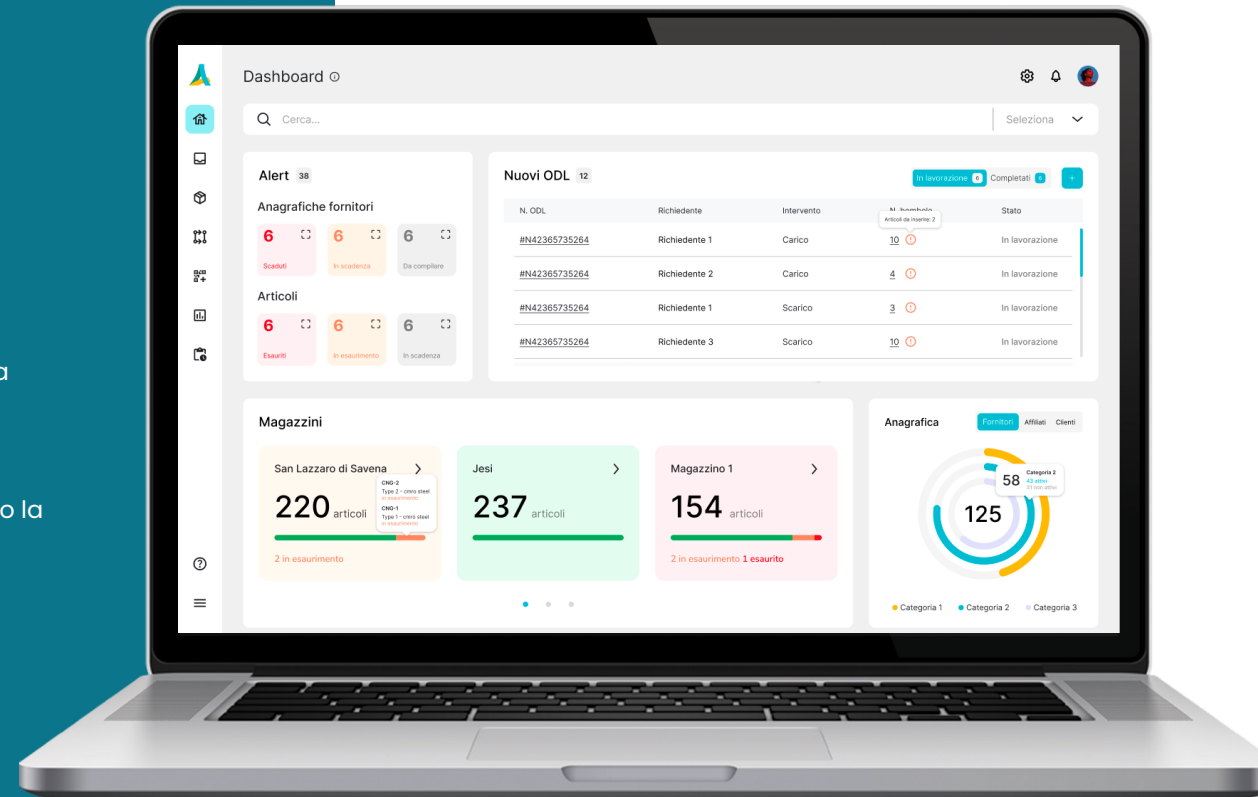 a
o la
Dashboard
Cerca...
Seleziona
Alert 38
Anagrafiche fornitori
6 6 6
Scaduti In scadenza Da compilare
Articoli
6 6 6
Esauriti In esaurimento In scadenza
Nuovi ODL 12
In lavorazione 6 Completati 6 +
N. ODL Richiedente Intervento N. bombole Stato
Articoli da inserire: 2
#N42365735264 Richiedente 1 Carico 10 In lavorazione
#N42365735264 Richiedente 2 Carico 4 In lavorazione
#N42365735264 Richiedente 1 Scarico 3 In lavorazione
#N42365735264 Richiedente 3 Scarico 10 In lavorazione
Magazzini
San Lazzaro di Savena
220 articoli
CNG-2
Type 2 - cmro steel
in esaurimento
CNG-1
Type 1 - cmro steel
in esaurimento
2 in esaurimento
Jesi
237 articoli
Magazzino 1
154 articoli
2 in esaurimento 1 esaurito
Anagrafica
Fornitori Affiliati Clienti
58
Categoria 2
43 attivi
31 non attivi
125
Categoria 1 Categoria 2 Categoria 3